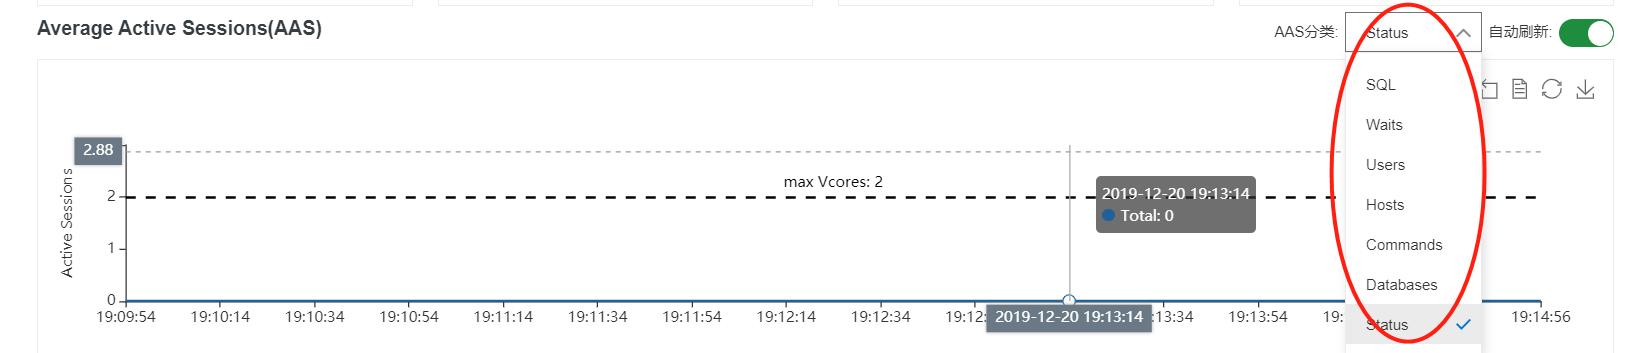 Average Active Sessions(AAS)
AAS分类:
Status
自动刷新:
SQL
Waits
Users
Hosts
Commands
Databases
Status
2.88
max Vcores: 2
2019-12-20 19:13:14
Total: 0
Active Sessions
2
1
0
19:09:54 19:10:14 19:10:34 19:10:54 19:11:14 19:11:34 19:11:54 19:12:14 19:12:34 19:12: 2019-12-20 19:13:14 :13:34 19:13:54 19: 19:14:56